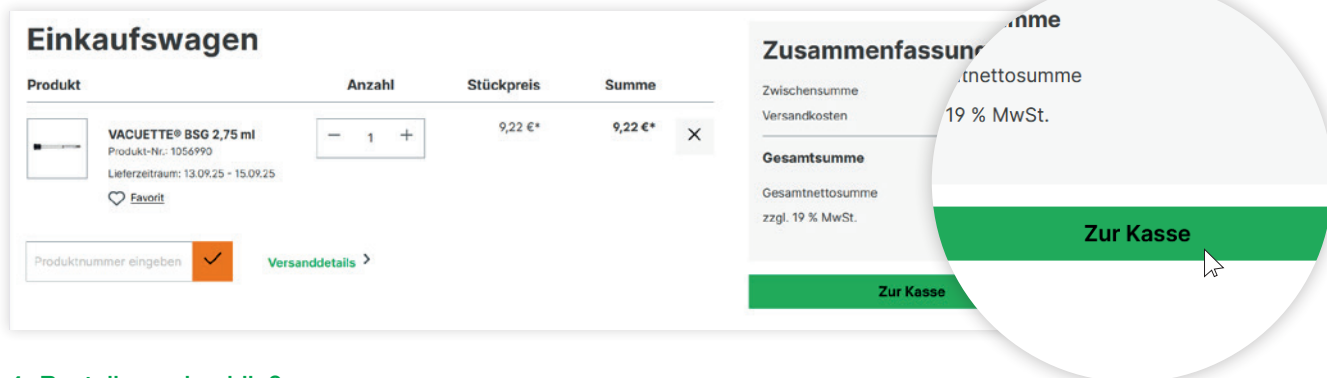 Einkaufswagen
Produkt Anzahl Stückpreis Summe
VACUETTE® BSG 2,75 ml
Produkt-Nr.: 1056990
Lieferzeitraum: 13.09.25 - 15.09.25
Favorit
1
9,22 €* 9,22 €*
Produktnummer eingeben
Versanddetails
Zusammenfassung
Zwischensumme
Versandkosten
Gesamtsumme
Gesamtnettosumme
zzgl. 19 % MwSt.
Zur Kasse
mme
tnettosumme
19 % MwSt.
Zur Kasse